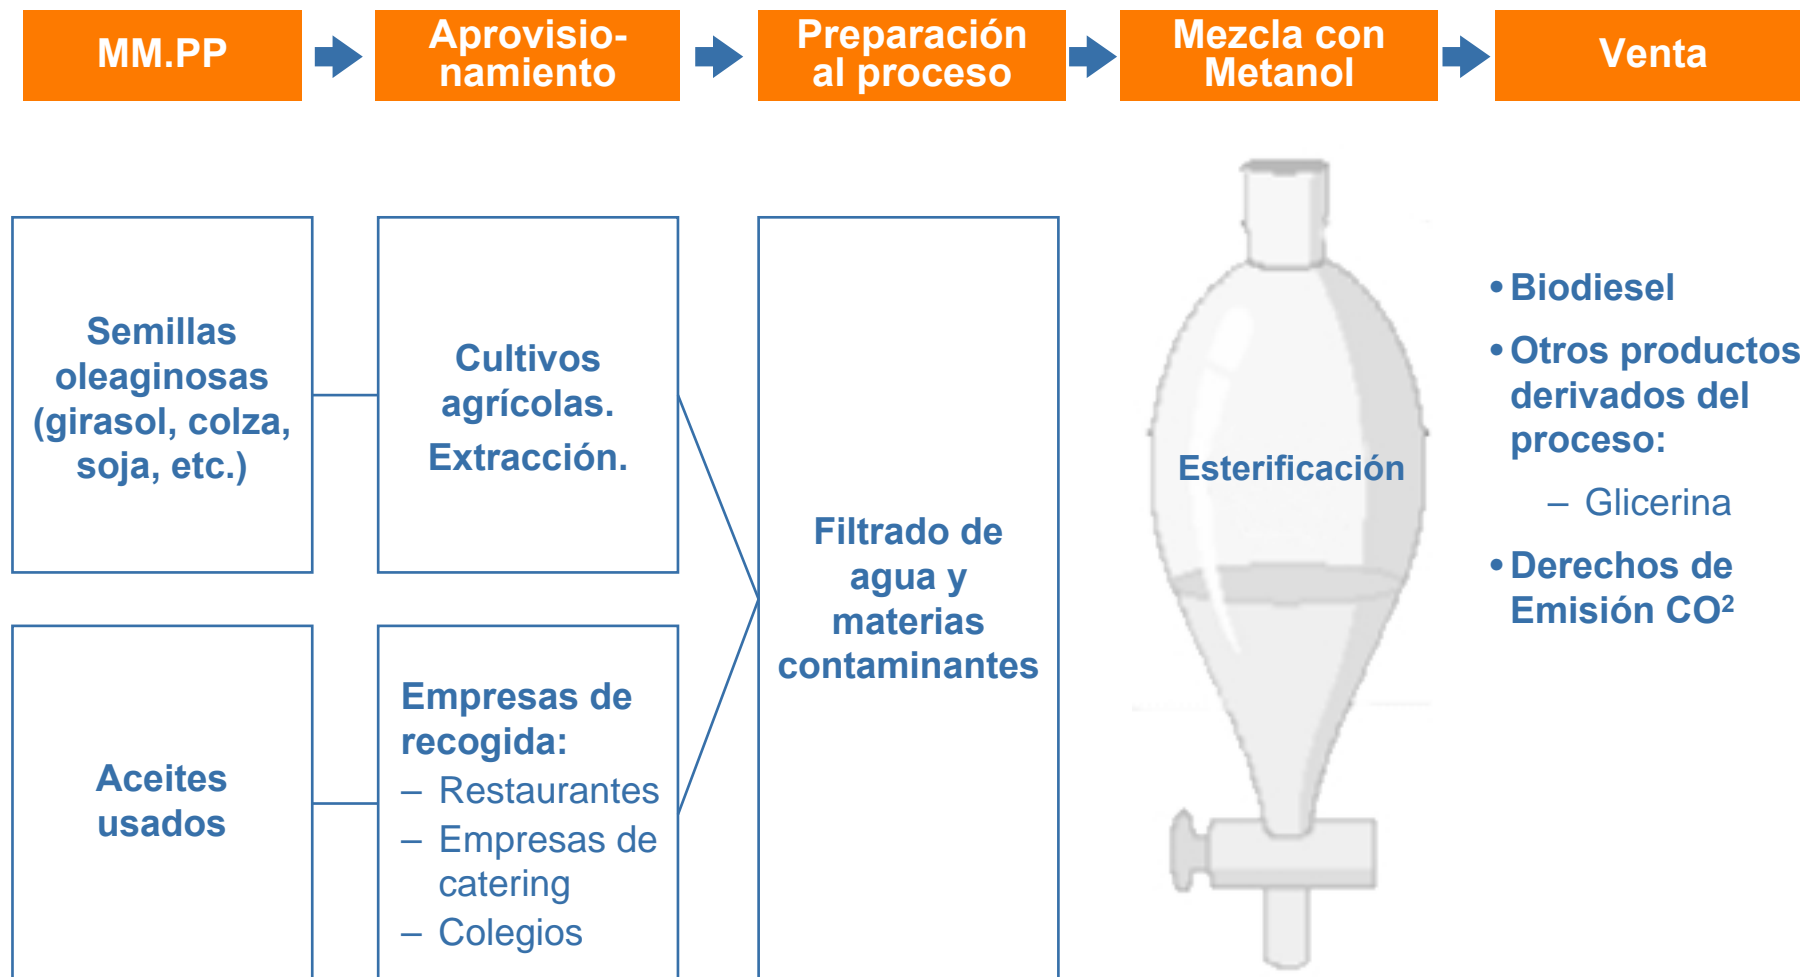 MM.PP
Aprovisio-
namiento
Preparación
al proceso
Mezcla con
Metanol
Venta
Semillas
oleaginosas
(girasol, colza,
soja, etc.)
Cultivos
agrícolas.
Extracción.
Aceites
usados
Empresas de
recogida:
– Restaurantes
– Empresas de
catering
– Colegios
Filtrado de
agua y
materias
contaminantes
Esterificación
• Biodiesel
• Otros productos
derivados del
proceso:
– Glicerina
• Derechos de
Emisión CO²